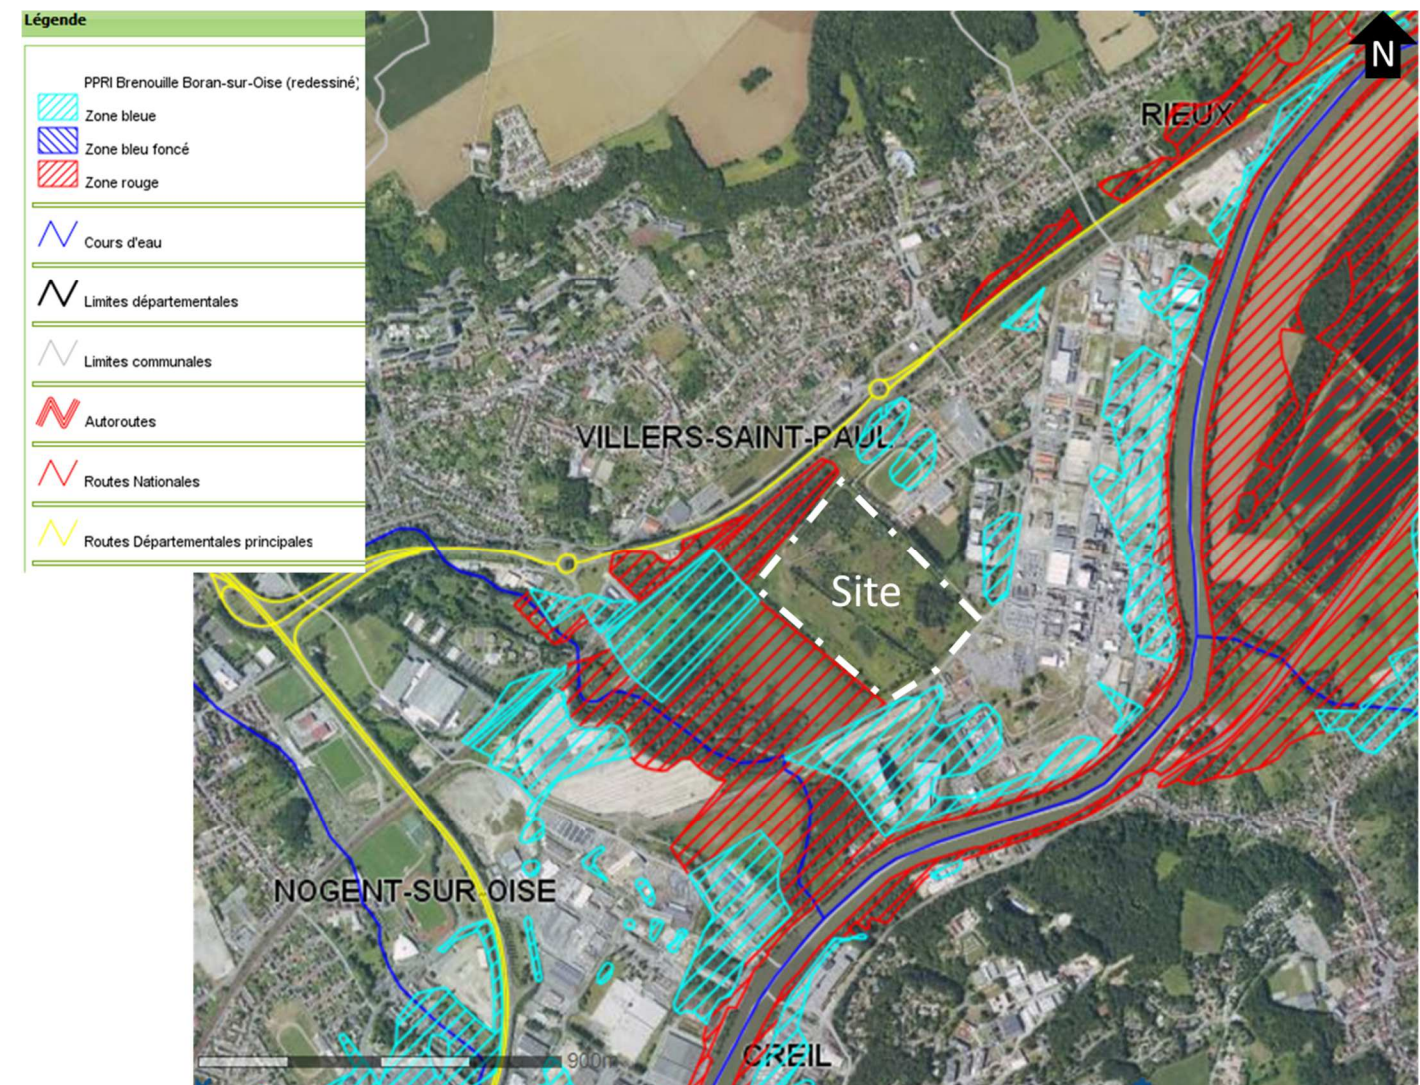 Légende
PPRI Brenouille Boran-sur-Oise (redessiné)
Zone bleue
Zone bleu foncé
Zone rouge
Cours d'eau
Limites départementales
Limites communales
Autoroutes
Routes Nationales
Routes Départementales principales
N
RIEUX
VILLERS-SAINT-PAUL
Site
NOGENT-SUR-OISE
CREIL
900m